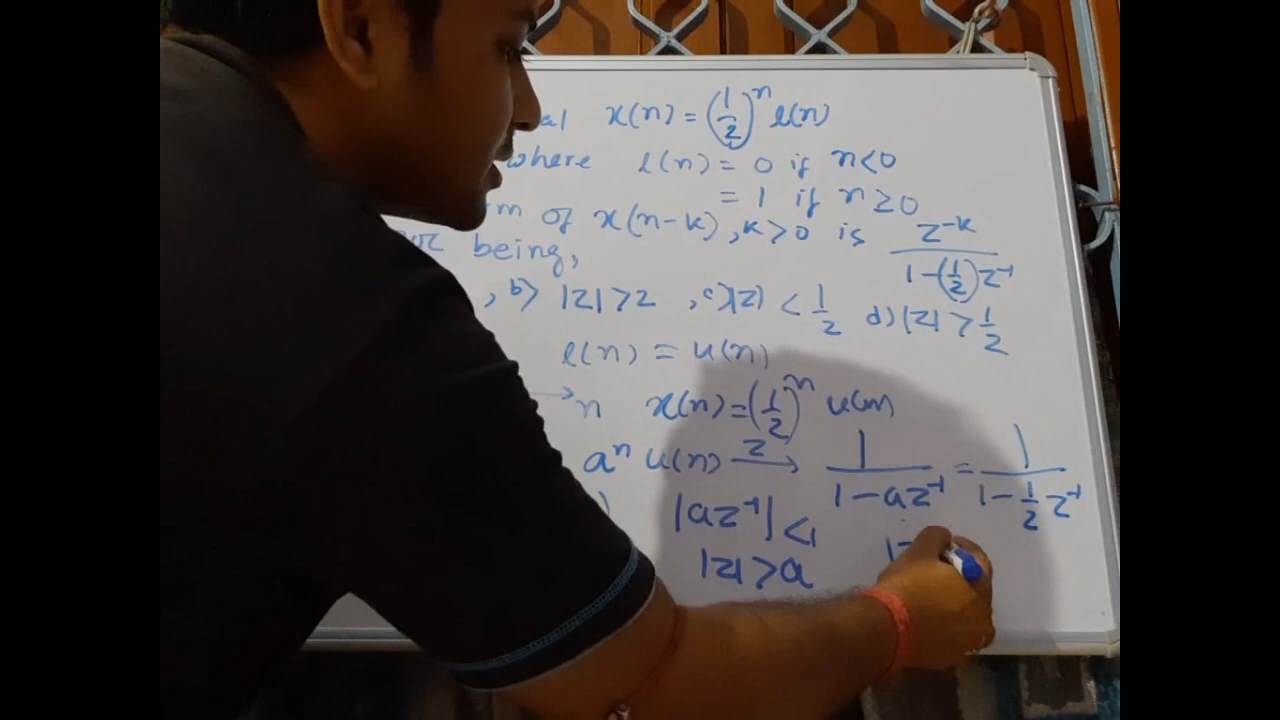 al x(n) = (1/2)^n l(n)
where l(n) = 0 if n<0
= 1 if n≥0
m of x(n-k), k>0 is z^-k / (1-(1/2)z^-1)
being,
, b) |z|>2, c) |z| < 1/2 d) |z| > 1/2
l(n) = u(n)
→ n x(n) = (1/2)^n u(n)
a^n u(n) —z→ 1/(1-az^-1) = 1/(1-1/2 z^-1)
|az^-1| <1
|z|>a